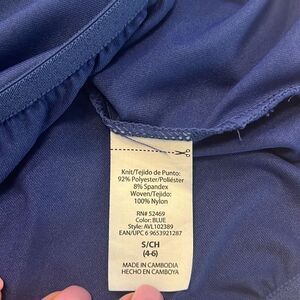 Knit/Tejido de Punto:
92% Polyester/Poliéster
8% Spandex
Woven/Tejido:
100% Nylon
RN# 52469
Color: BLUE
Style: AVL102389
EAN/UPC 6 9653921287
S/CH
(4-6)
MADE IN CAMBODIA
HECHO EN CAMBOYA